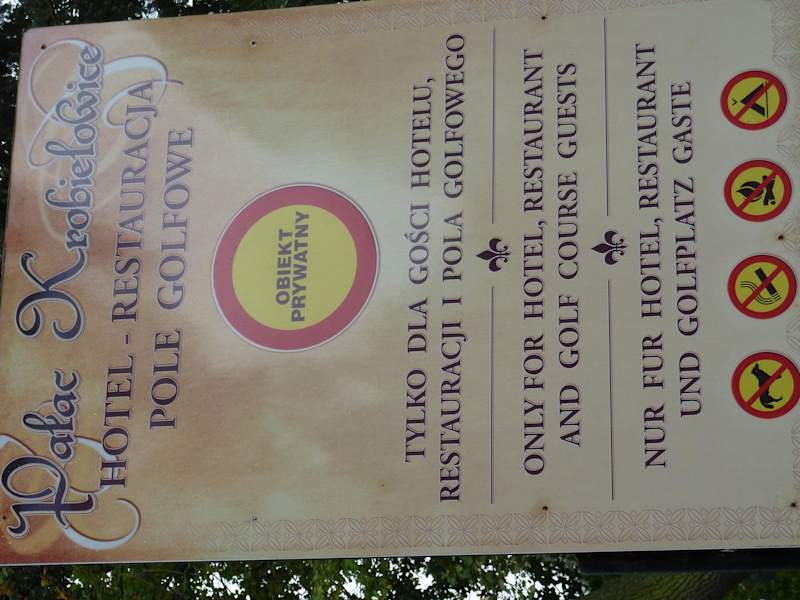 Pałac Krobielowice
HOTEL - RESTAURACJA
POLE GOLFOWE
OBIEKT
PRYWATNY
TYLKO DLA GOŚCI HOTELU,
RESTAURACJI I POLA GOLFOWEGO
ONLY FOR HOTEL, RESTAURANT
AND GOLF COURSE GUESTS
NUR FUR HOTEL, RESTAURANT
UND GOLFPLATZ GASTE